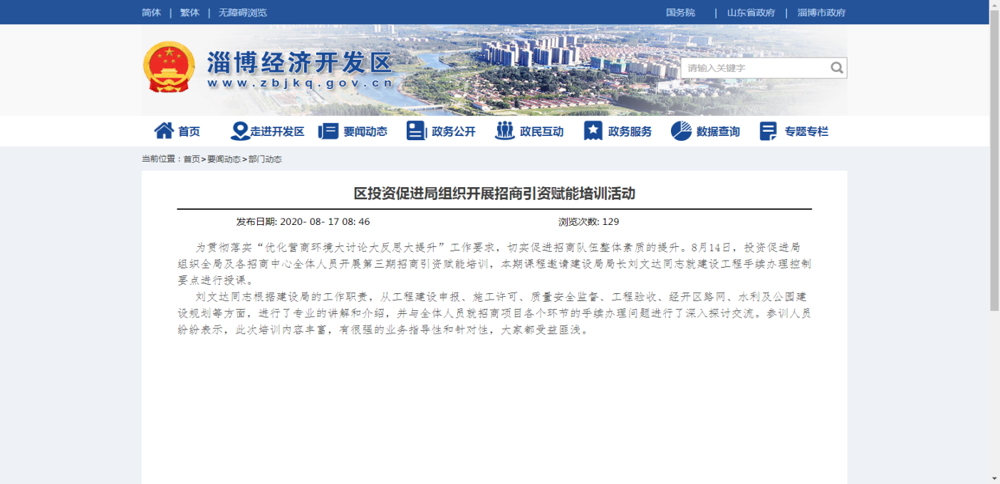 简体 | 繁体 | 无障碍浏览 国务院 | 山东省政府 | 淄博市政府
淄博经济开发区
www.zbjkq.gov.cn
请输入关键字
首页 走进开发区 要闻动态 政务公开 政民互动 政务服务 数据查询 专题专栏
当前位置：首页>要闻动态>部门动态
区投资促进局组织开展招商引资赋能培训活动
发布日期: 2020- 08- 17 08: 46 浏览次数: 129
为贯彻落实“优化营商环境大讨论大反思大提升”工作要求，切实促进招商队伍整体素质的提升。8月14日，投资促进局
组织全局及各招商中心全体人员开展第三期招商引资赋能培训，本期课程邀请建设局局长刘文达同志就建设工程手续办理控制
要点进行授课。
刘文达同志根据建设局的工作职责，从工程建设申报、施工许可、质量安全监督、工程验收、经开区路网、水利及公园建
设规划等方面，进行了专业的讲解和介绍，并与全体人员就招商项目各个环节的手续办理问题进行了深入探讨交流。参训人员
纷纷表示，此次培训内容丰富，有很强的业务指导性和针对性，大家都受益匪浅。